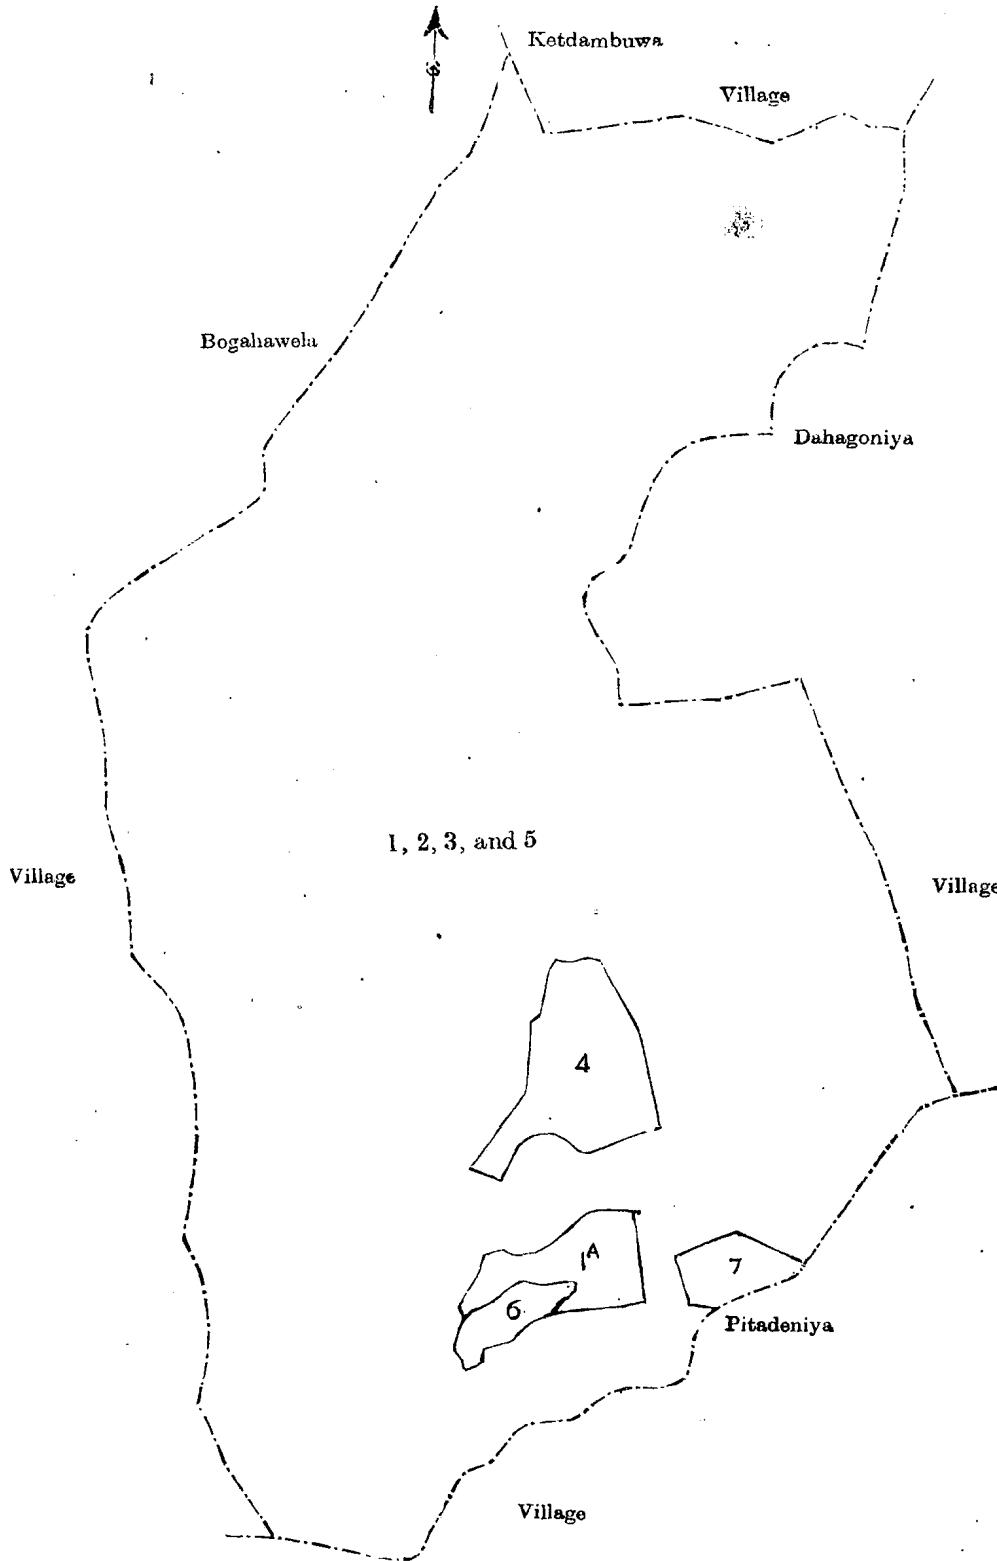 Ketdambuwa
Village
Bogahawela
Dahagoniya
1, 2, 3, and 5
Village
Village
4
1A
7
6
Pitadeniya
Village